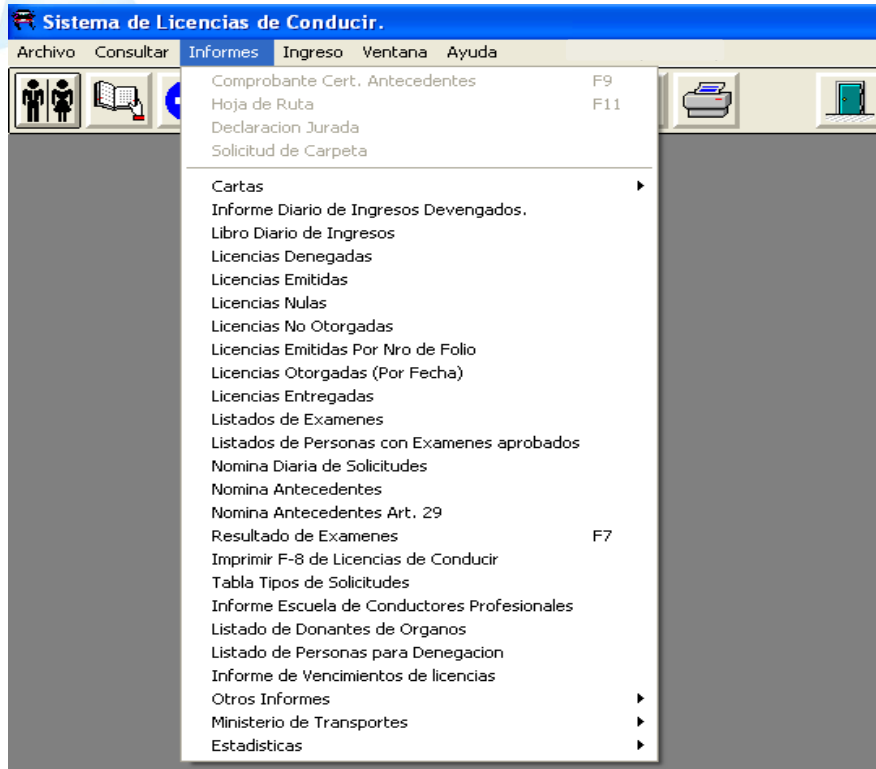 Sistema de Licencias de Conducir.
Archivo Consultar Informes Ingreso Ventana Ayuda
Comprobante Cert. Antecedentes F9
Hoja de Ruta F11
Declaracion Jurada
Solicitud de Carpeta
Cartas
Informe Diario de Ingresos Devengados.
Libro Diario de Ingresos
Licencias Denegadas
Licencias Emitidas
Licencias Nulas
Licencias No Otorgadas
Licencias Emitidas Por Nro de Folio
Licencias Otorgadas (Por Fecha)
Licencias Entregadas
Listados de Examenes
Listados de Personas con Examenes aprobados
Nomina Diaria de Solicitudes
Nomina Antecedentes
Nomina Antecedentes Art. 29
Resultado de Examenes F7
Imprimir F-8 de Licencias de Conducir
Tabla Tipos de Solicitudes
Informe Escuela de Conductores Profesionales
Listado de Donantes de Organos
Listado de Personas para Denegacion
Informe de Vencimientos de licencias
Otros Informes
Ministerio de Transportes
Estadisticas